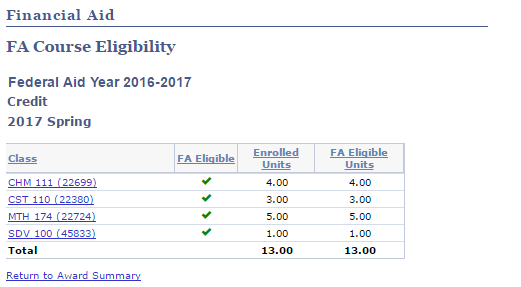 Financial Aid
FA Course Eligibility
Federal Aid Year 2016-2017
Credit
2017 Spring
Class FA Eligible Enrolled Units FA Eligible Units
CHM 111 (22699) 4.00 4.00
CST 110 (22380) 3.00 3.00
MTH 174 (22724) 5.00 5.00
SDV 100 (45833) 1.00 1.00
Total 13.00 13.00
Return to Award Summary